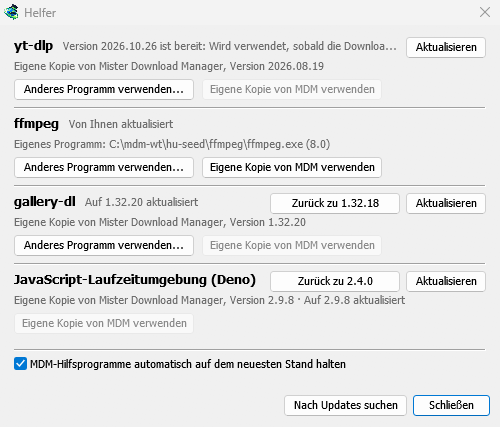 Helfer
yt-dlp Version 2026.10.26 ist bereit: Wird verwendet, sobald die Downloa... Aktualisieren
Eigene Kopie von Mister Download Manager, Version 2026.08.19
Anderes Programm verwenden... Eigene Kopie von MDM verwenden
ffmpeg Von Ihnen aktualisiert
Eigenes Programm: C:\mdm-wt\hu-seed\ffmpeg\ffmpeg.exe (8.0)
Anderes Programm verwenden... Eigene Kopie von MDM verwenden
gallery-dl Auf 1.32.20 aktualisiert Zurück zu 1.32.18 Aktualisieren
Eigene Kopie von Mister Download Manager, Version 1.32.20
Anderes Programm verwenden... Eigene Kopie von MDM verwenden
JavaScript-Laufzeitumgebung (Deno) Zurück zu 2.4.0 Aktualisieren
Eigene Kopie von Mister Download Manager, Version 2.9.8 · Auf 2.9.8 aktualisiert
Eigene Kopie von MDM verwenden
MDM-Hilfsprogramme automatisch auf dem neuesten Stand halten
Nach Updates suchen Schließen